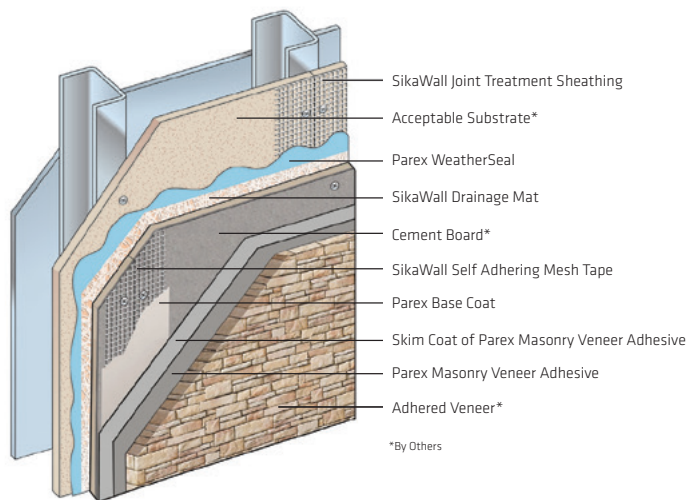 SikaWall Joint Treatment Sheathing
Acceptable Substrate*
Parex WeatherSeal
SikaWall Drainage Mat
Cement Board*
SikaWall Self Adhering Mesh Tape
Parex Base Coat
Skim Coat of Parex Masonry Veneer Adhesive
Parex Masonry Veneer Adhesive
Adhered Veneer*
*By Others